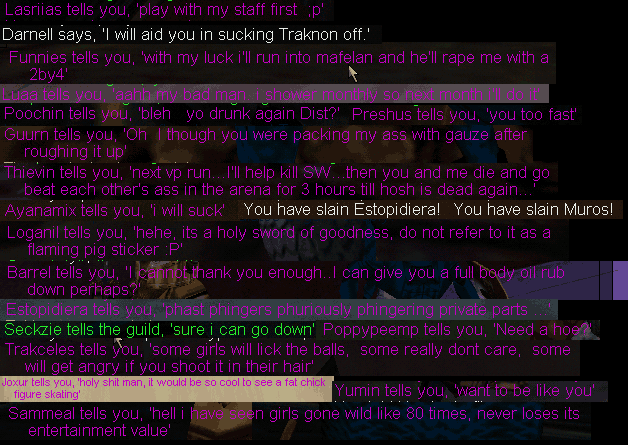 Lasriias tells you, 'play with my staff first ;p'
Darnell says, 'I will aid you in sucking Traknon off.'
Funnies tells you, 'with my luck i'll run into mafelan and he'll rape me with a
2by4'
tells you, my bad man, i
Poochin tells you, 'bleh yo drunk again Dist?' Preshus tells you, 'you too fast'
Guurn tells you, 'Oh I though you were packing my ass with gauze after
roughing it up'
Thievin tells you, 'next vp run...I'll help kill SW...then you and me die and go
beat each other's ass in the arena for 3 hours till hosh is dead again...'
Ayanamix tells you, 'i will suck' You have slain Estopidiera! You have slain Muros!
Loganil tells you, 'hehe, its a holy sword of goodness, do not refer to it as a
flaming pig sticker :P'
Barrel tells you, 'I cannot thank you enough. I can give you a full body oil rub
down perhaps?'
Estopidiera tells you, 'phast phingers phuriously phingering private parts ...'
Seckzie tells the guild, 'sure i can go down' Poppypeemp tells you, 'Need a hoe?'
Trakceles tells you, 'some girls will lick the balls, some really dont care, some
will get angry if you shoot it in their hair'
Joxur tells you, 'holy shit man, it would be so cool to see a fat chick
figure skating' Yumin tells you, 'want to be like you'
Sammeal tells you, 'hell i have seen girls gone wild like 80 times, never loses its
entertainment value'